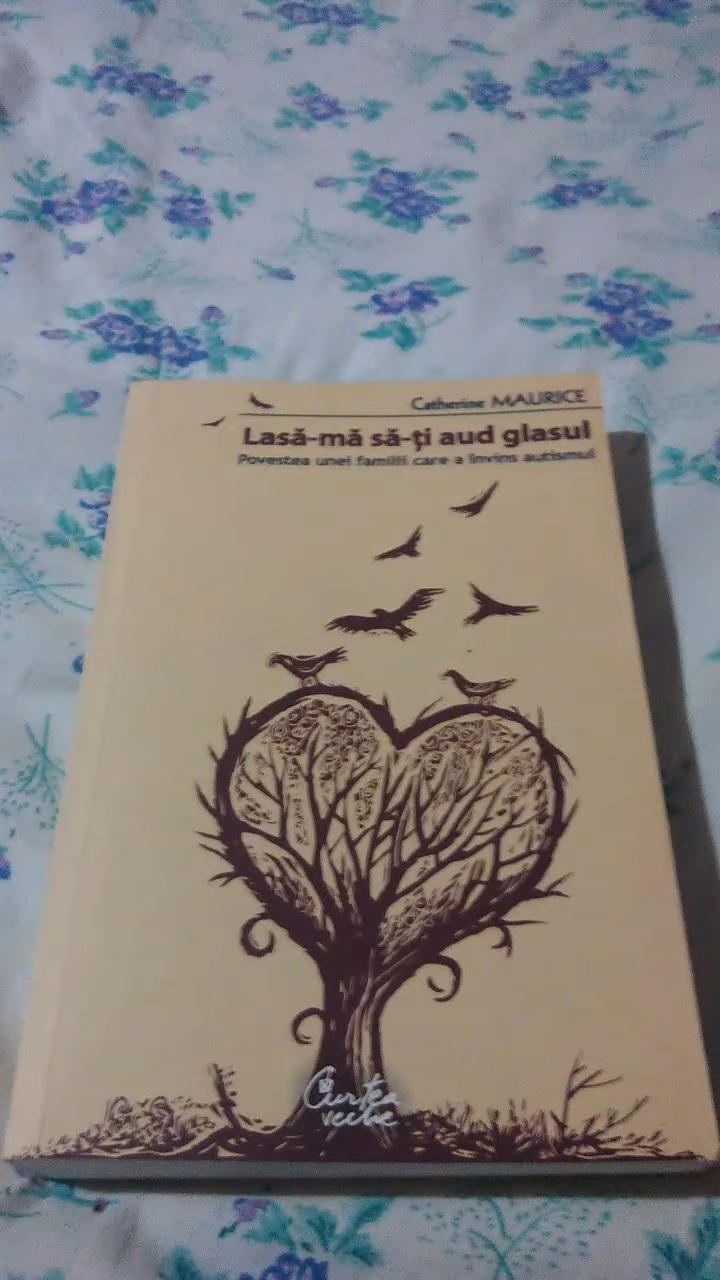 Catherine MAURICE
Lasă-mă să-ți aud glasul
Povestea unei familii care a învins autismul
Curtea
veche